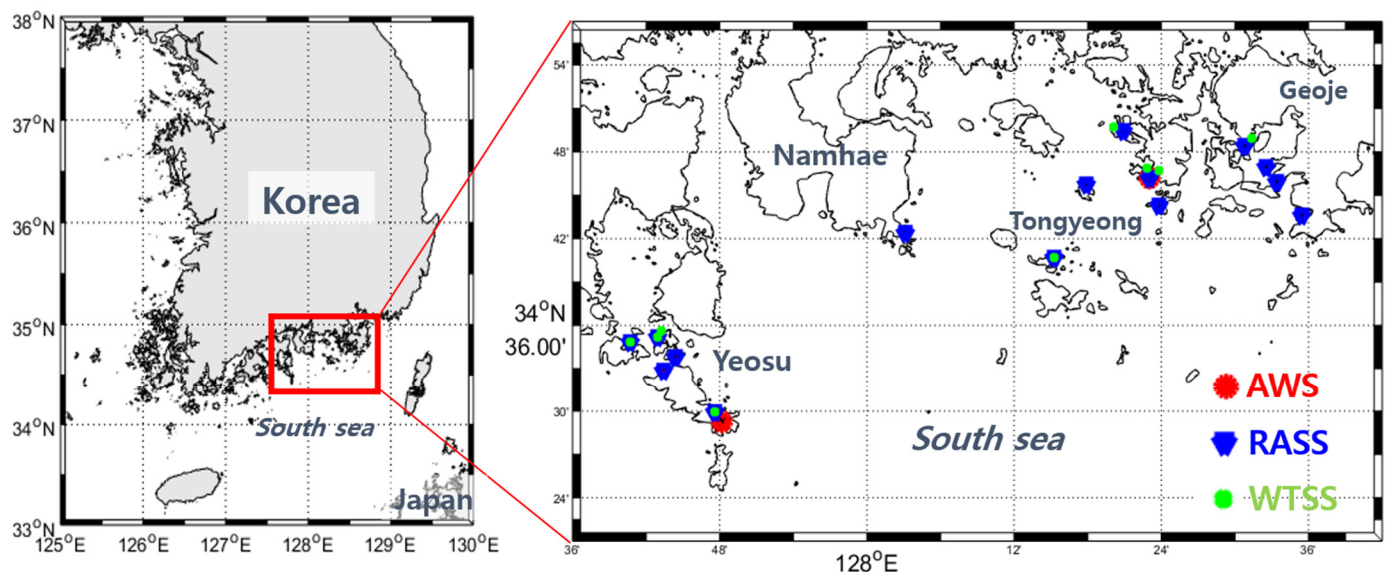 38°N
37°N
36°N
35°N
34°N
33°N
125°E
126°E
127°E
128°E
129°E
130°E
Korea
South sea
Japan
54'
48'
42'
34°N
36.00'
30'
24'
36'
48'
128°E
12'
24'
36'
Geoje
Namhae
Tongyeong
Yeosu
South sea
AWS
RASS
WTSS